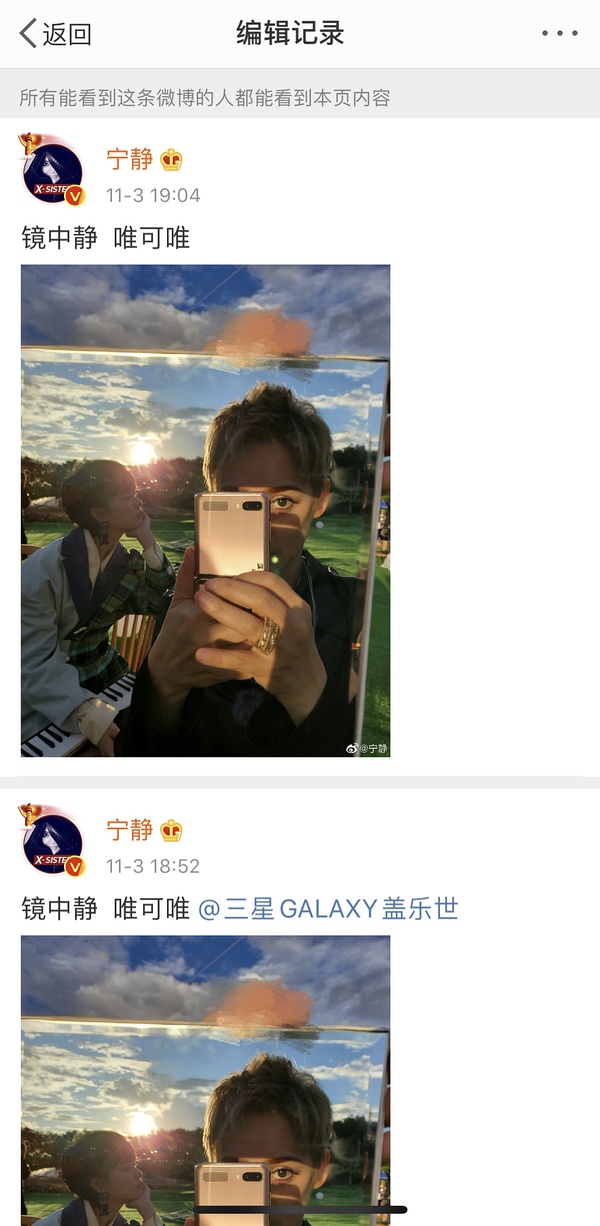 返回
编辑记录
所有能看到这条微博的人都能看到本页内容
X-SISTE
V
宁静
11-3 19:04
镜中静 唯可唯
@宁静
X-SISTE
V
宁静
11-3 18:52
镜中静 唯可唯 @三星GALAXY盖乐世